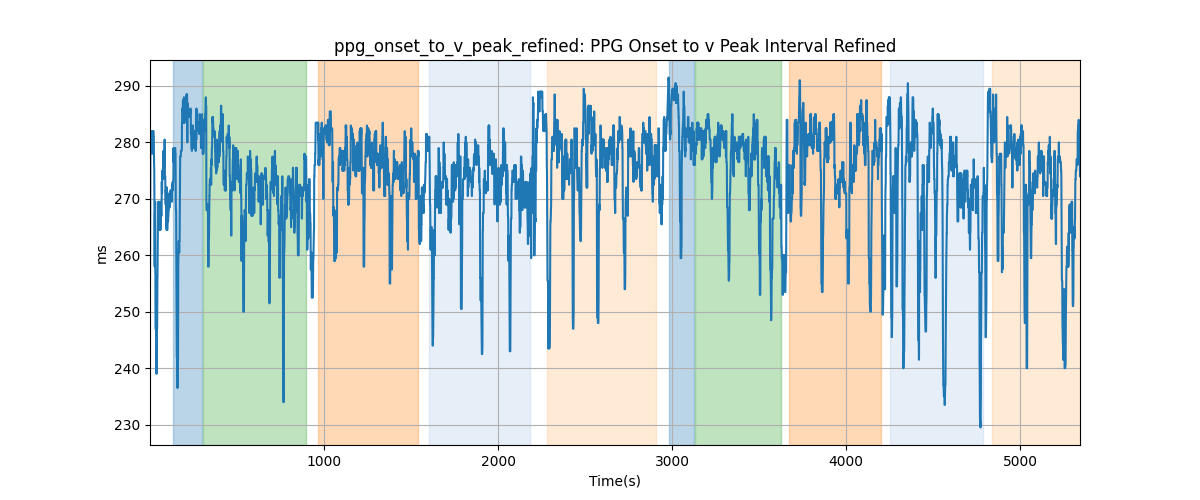 ppg_onset_to_v_peak_refined: PPG Onset to v Peak Interval Refined
290
280
270
260
250
240
230
ms
1000 2000 3000 4000 5000
Time(s)